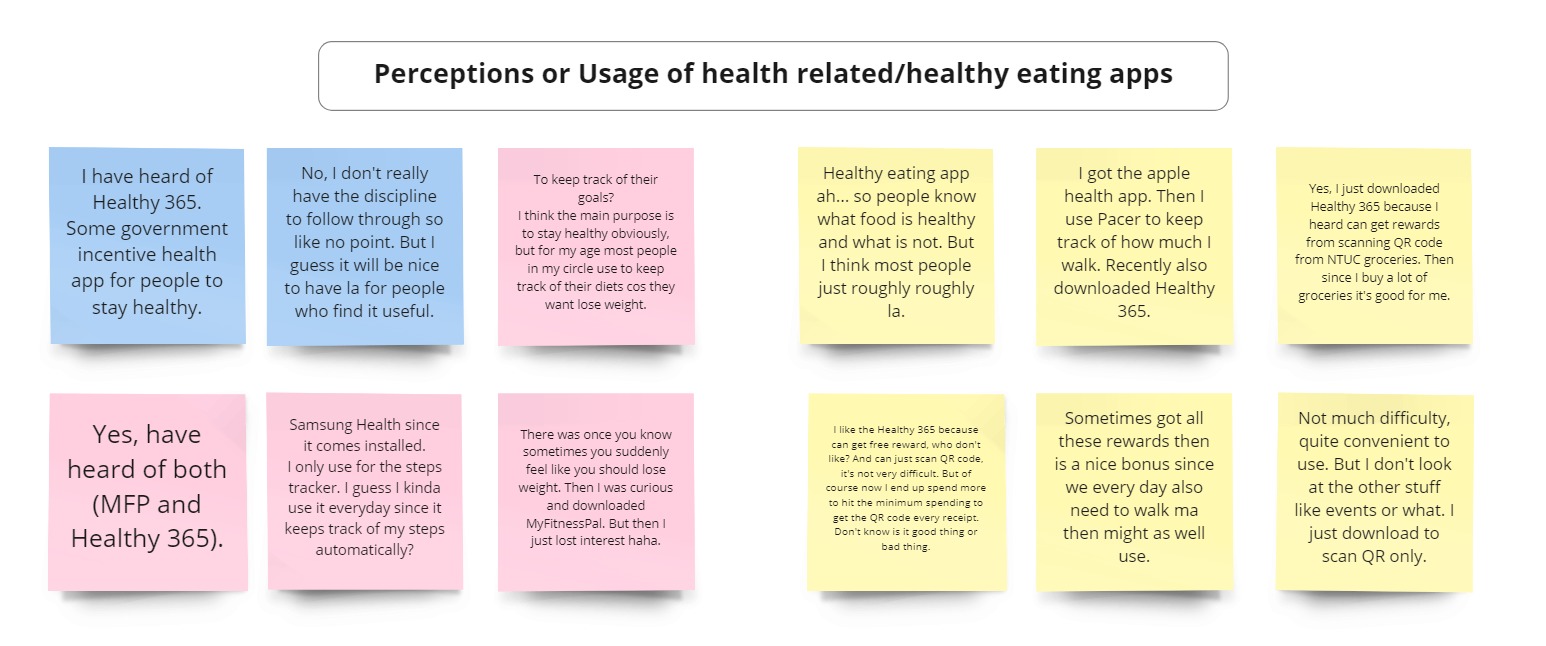 Perceptions or Usage of health related/healthy eating apps
I have heard of
Healthy 365.
Some government
incentive health
app for people to
stay healthy.
No, I don't really
have the discipline
to follow through so
like no point. But I
guess it will be nice
to have la for people
who find it useful.
To keep track of their
goals?
I think the main purpose is
to stay healthy obviously,
but for my age most people
in my circle use to keep
track of their diets cos they
want lose weight.
Healthy eating app
ah... so people know
what food is healthy
and what is not. But
I think most people
just roughly roughly
la.
I got the apple
health app. Then I
use Pacer to keep
track of how much I
walk. Recently also
downloaded Healthy
365.
Yes, I just downloaded
Healthy 365 because I
heard can get rewards
from scanning QR code
from NTUC groceries. Then
since I buy a lot of
groceries it's good for me.
Yes, have
heard of both
(MFP and
Healthy 365).
Samsung Health since
it comes installed.
I only use for the steps
tracker. I guess I kinda
use it everyday since it
keeps track of my steps
automatically?
There was once you know
sometimes you suddenly
feel like you should lose
weight. Then I was curious
and downloaded
MyFitnessPal. But then I
just lost interest haha.
I like the Healthy 365 because
can get free reward, who don't
like? And can just scan QR code,
it's not very difficult. But of
course now I end up spend more
to hit the minimum spending to
get the QR code every receipt.
Don't know is it good thing or
bad thing.
Sometimes got all
these rewards then
is a nice bonus since
we every day also
need to walk ma
then might as well
use.
Not much difficulty,
quite convenient to
use. But I don't look
at the other stuff
like events or what. I
just download to
scan QR only.